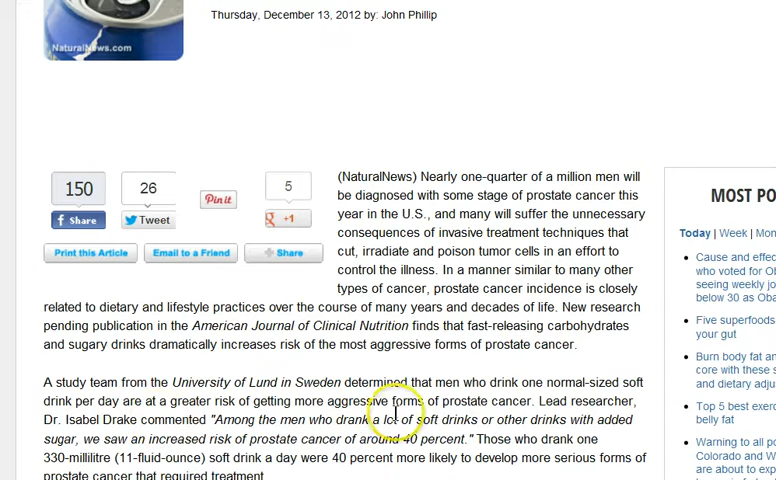 Thursday, December 13, 2012 by: John Phillip
NaturalNews.com
150
26
5
Pin it
Share
Tweet
+1
Print this Article
Email to a Friend
Share
(NaturalNews) Nearly one-quarter of a million men will
be diagnosed with some stage of prostate cancer this
year in the U.S., and many will suffer the unnecessary
consequences of invasive treatment techniques that
cut, irradiate and poison tumor cells in an effort to
control the illness. In a manner similar to many other
types of cancer, prostate cancer incidence is closely
related to dietary and lifestyle practices over the course of many years and decades of life. New research
pending publication in the American Journal of Clinical Nutrition finds that fast-releasing carbohydrates
and sugary drinks dramatically increases risk of the most aggressive forms of prostate cancer.
A study team from the University of Lund in Sweden determined that men who drink one normal-sized soft
drink per day are at a greater risk of getting more aggressive forms of prostate cancer. Lead researcher,
Dr. Isabel Drake commented "Among the men who drank a lot of soft drinks or other drinks with added
sugar, we saw an increased risk of prostate cancer of around 40 percent." Those who drank one
330-millilitre (11-fluid-ounce) soft drink a day were 40 percent more likely to develop more serious forms of
prostate cancer that required treatment
MOST PO
Today | Week | Mon
Cause and effec
who voted for Ob
seeing weekly jo
below 30 as Oba
Five superfoods
your gut
Burn body fat an
core with these s
and dietary adju
Top 5 best exerc
belly fat
Warning to all po
Colorado and W
are about to exp